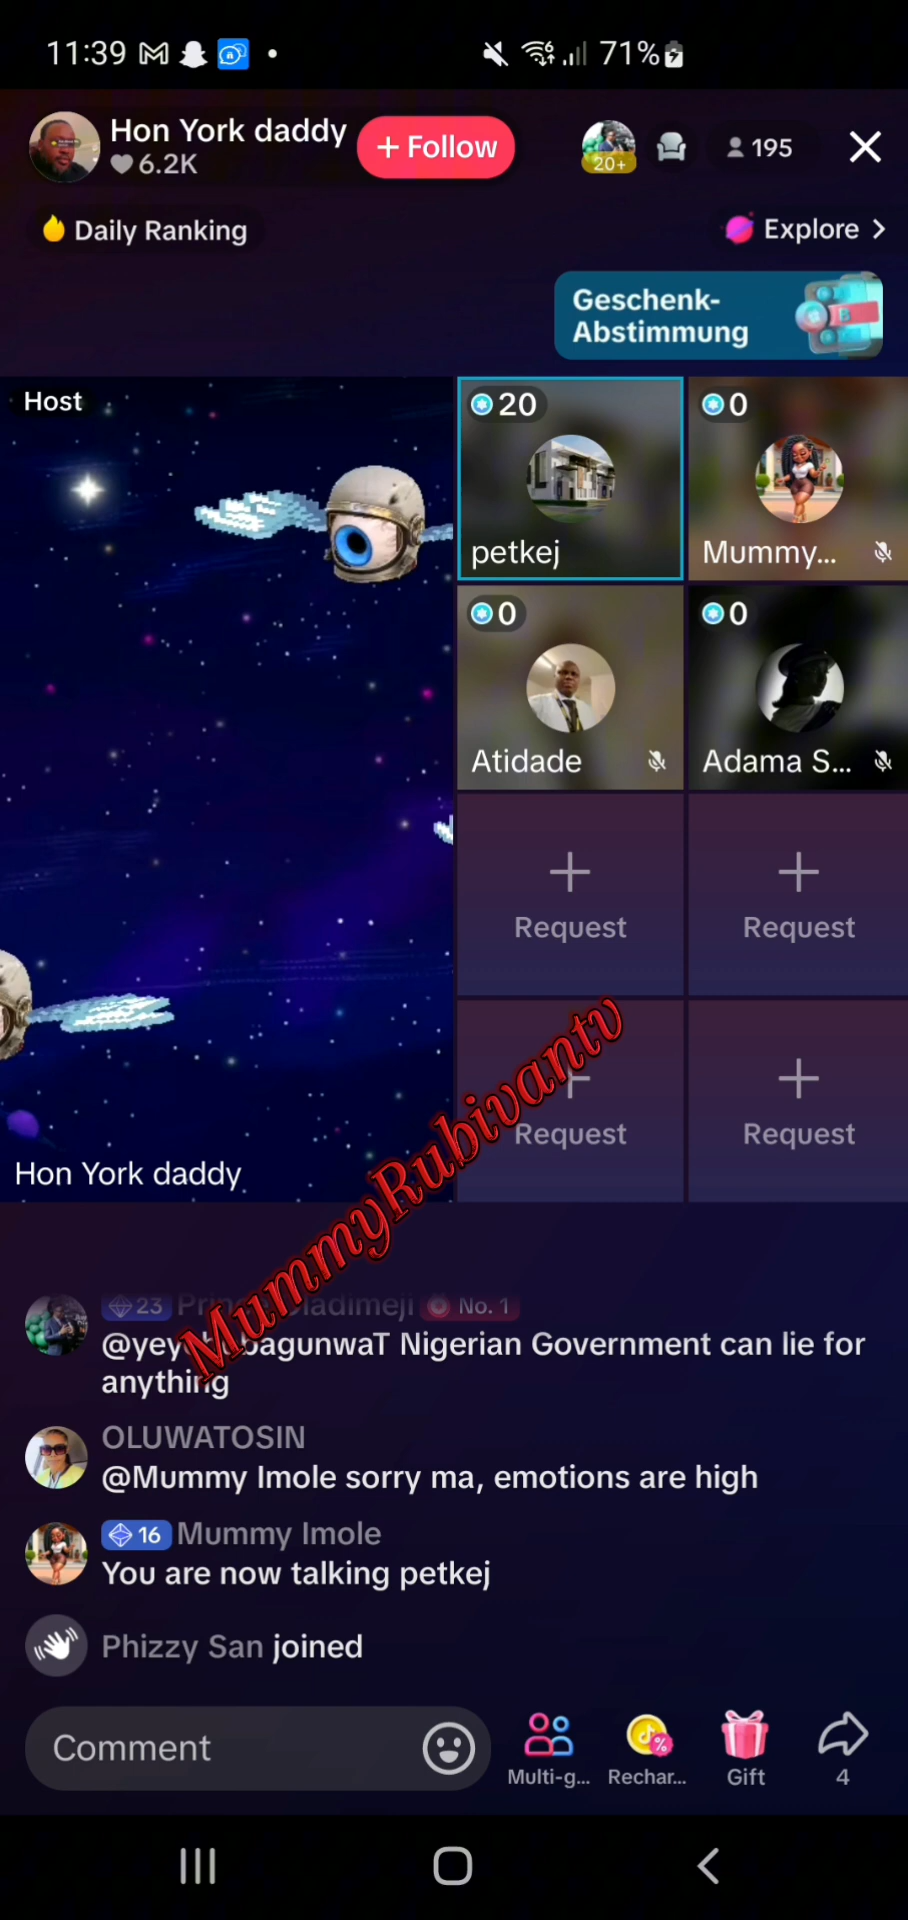 11:39
71%
Hon York daddy
6.2K
+ Follow
20+
195
Daily Ranking
Explore >
Geschenk-
Abstimmung
Host
20
petkej
0
Mummy...
0
Atidade
0
Adama S...
Request
Request
Request
Request
Hon York daddy
MummyRubivantv
23
No. 1
Nigerian Government can lie for
anything
OLUWATOSIN
@Mummy Imole sorry ma, emotions are high
16 Mummy Imole
You are now talking petkej
Phizzy San joined
Comment
Multi-g...
Rechar...
Gift
4